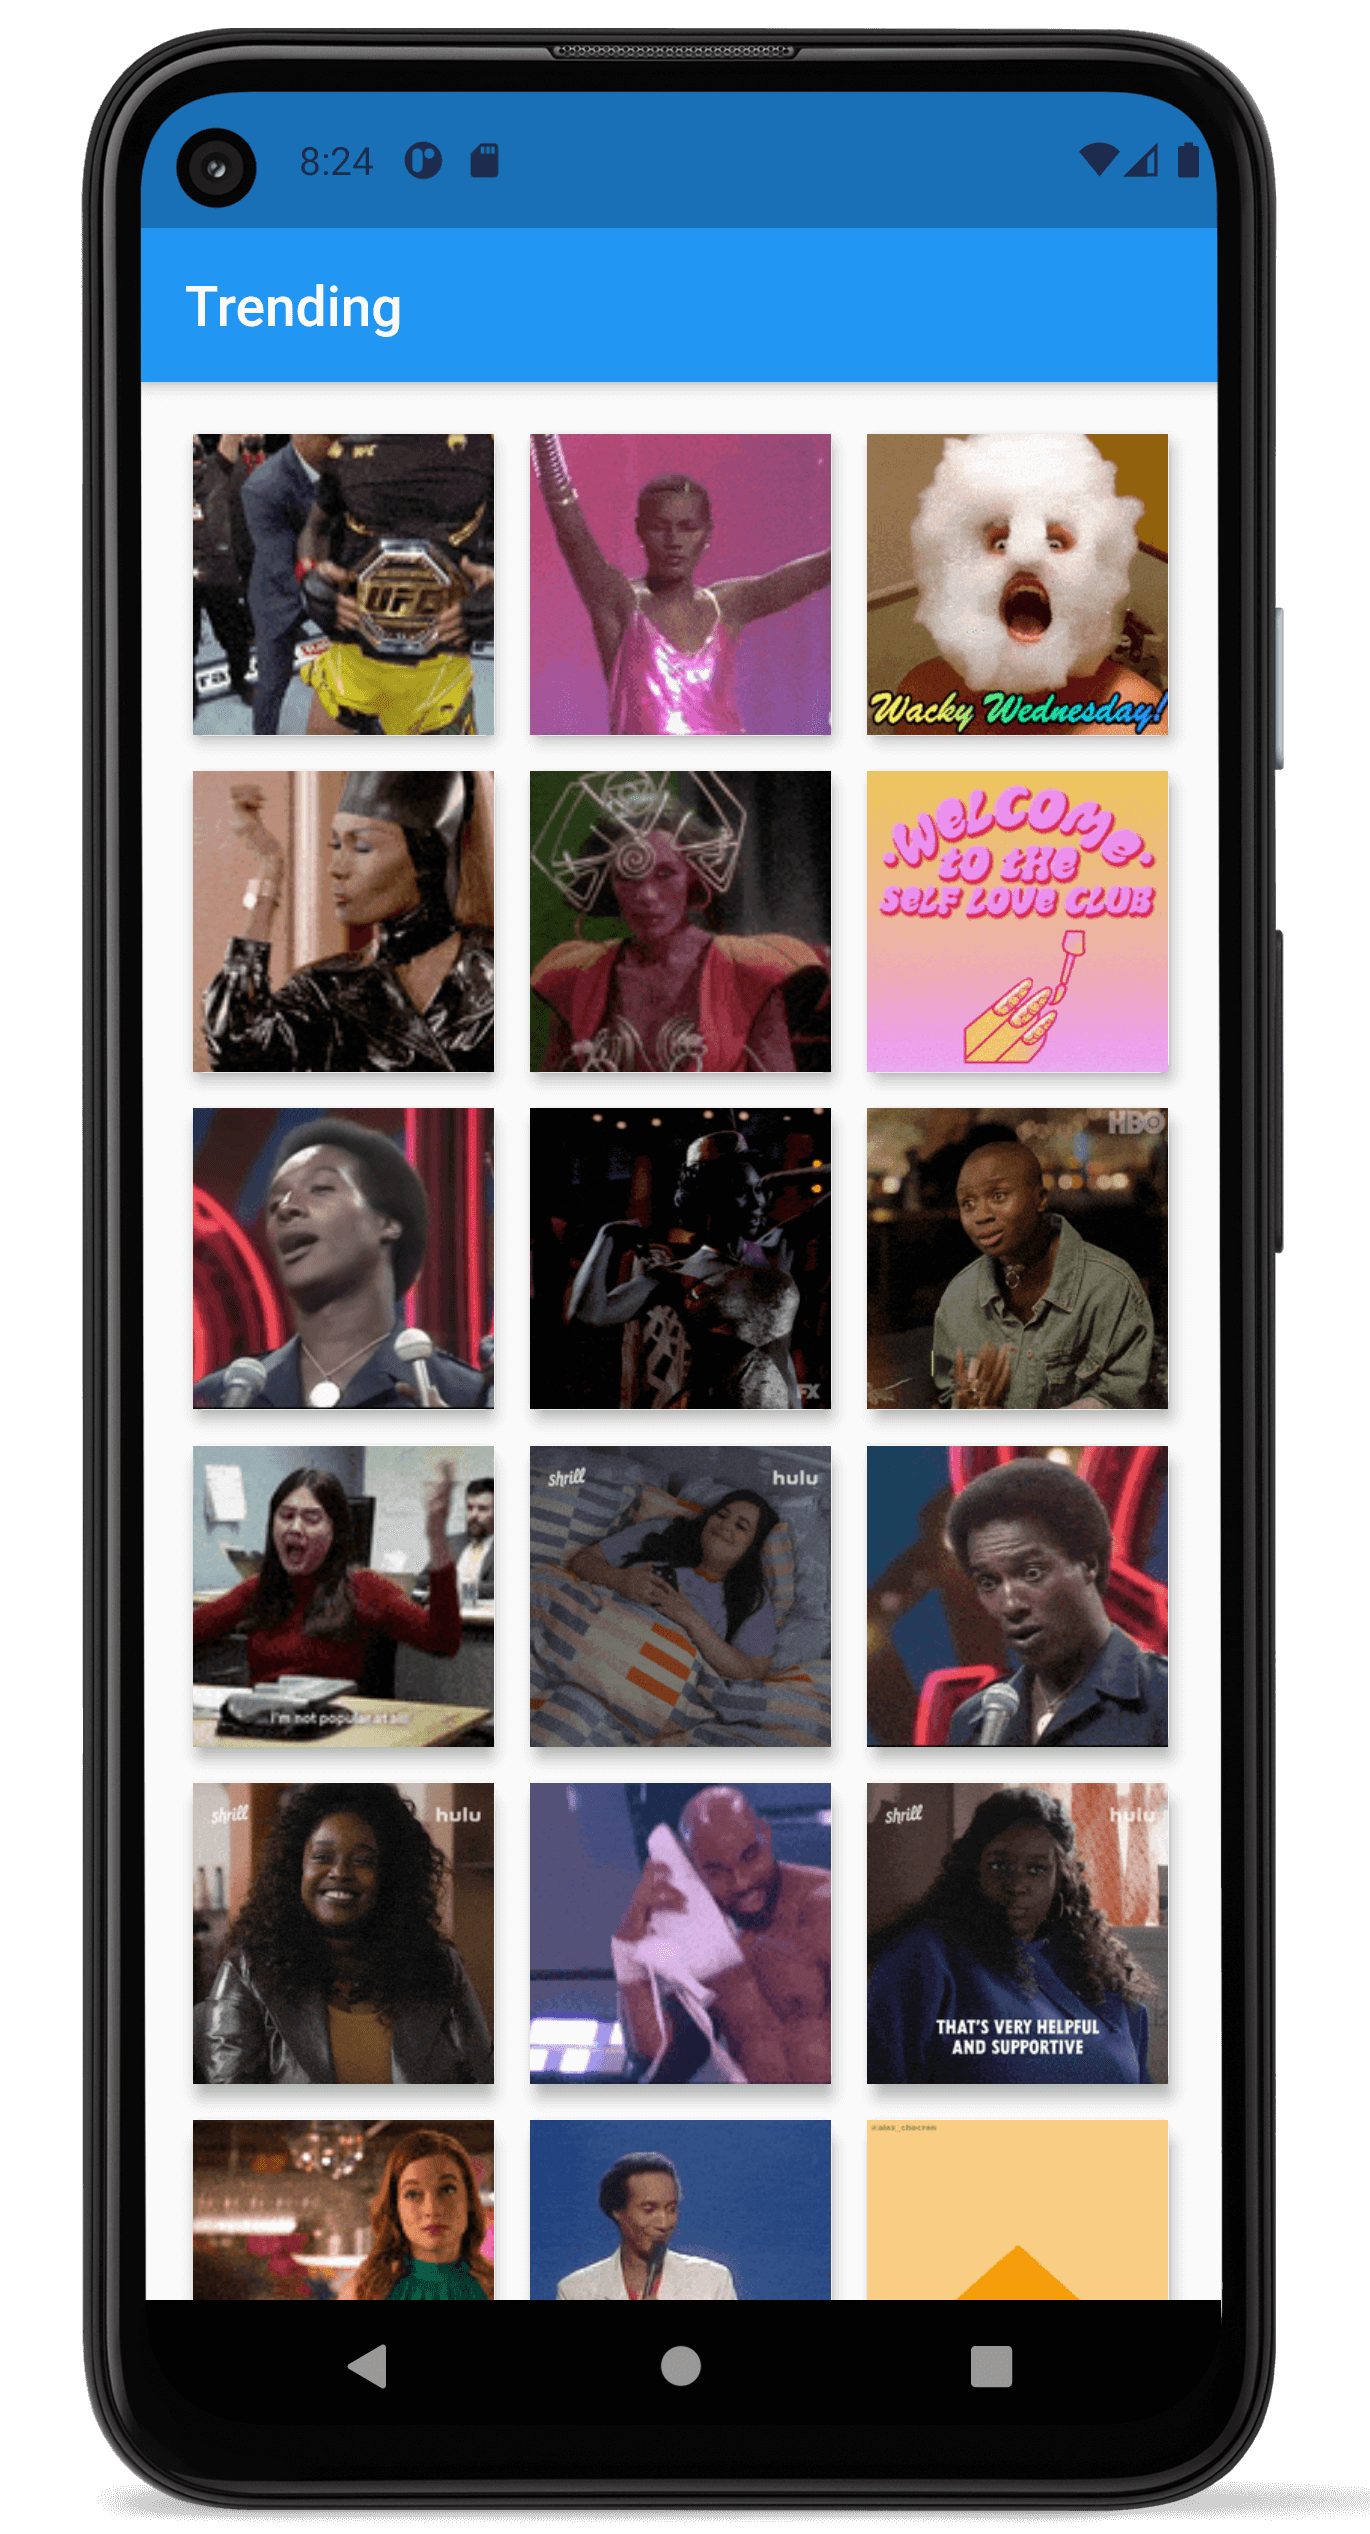 8:24
Trending
UFC
Wacky Wednesday!
WELCOME
to the
SELF LOVE CLUB
FX
HBO
I'm not popular at all
shrill
hulu
shrill
hulu
shrill
hulu
THAT'S VERY HELPFUL
AND SUPPORTIVE